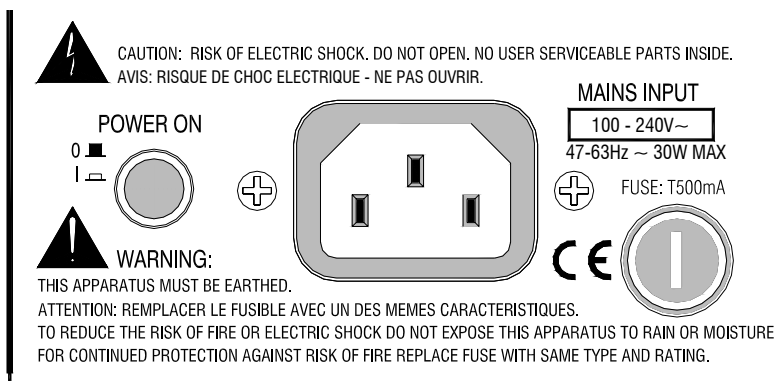 CAUTION: RISK OF ELECTRIC SHOCK. DO NOT OPEN. NO USER SERVICEABLE PARTS INSIDE.
AVIS: RISQUE DE CHOC ELECTRIQUE - NE PAS OUVRIR.
MAINS INPUT
100 - 240V~
47-63Hz ~ 30W MAX
POWER ON
0
I
FUSE: T500mA
CE
WARNING:
THIS APPARATUS MUST BE EARTHED.
ATTENTION: REMPLACER LE FUSIBLE AVEC UN DES MEMES CARACTERISTIQUES.
TO REDUCE THE RISK OF FIRE OR ELECTRIC SHOCK DO NOT EXPOSE THIS APPARATUS TO RAIN OR MOISTURE
FOR CONTINUED PROTECTION AGAINST RISK OF FIRE REPLACE FUSE WITH SAME TYPE AND RATING.